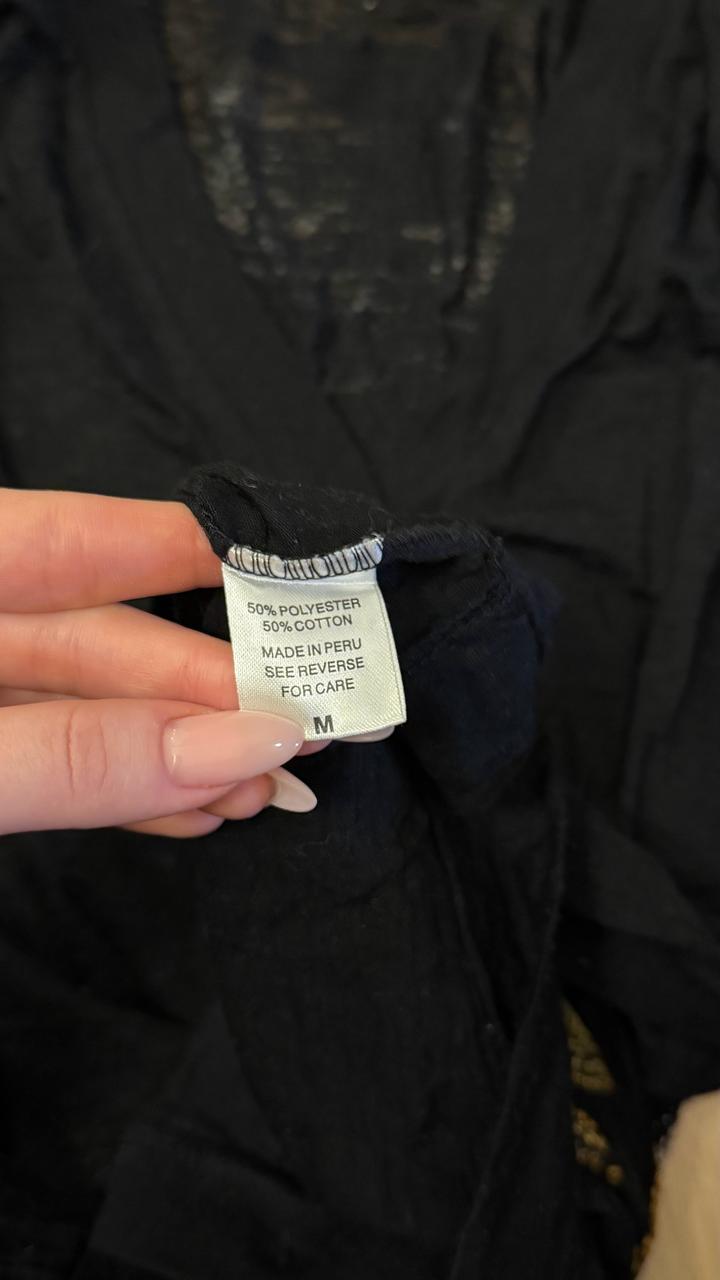 50% POLYESTER
50% COTTON
MADE IN PERU
SEE REVERSE
FOR CARE
M